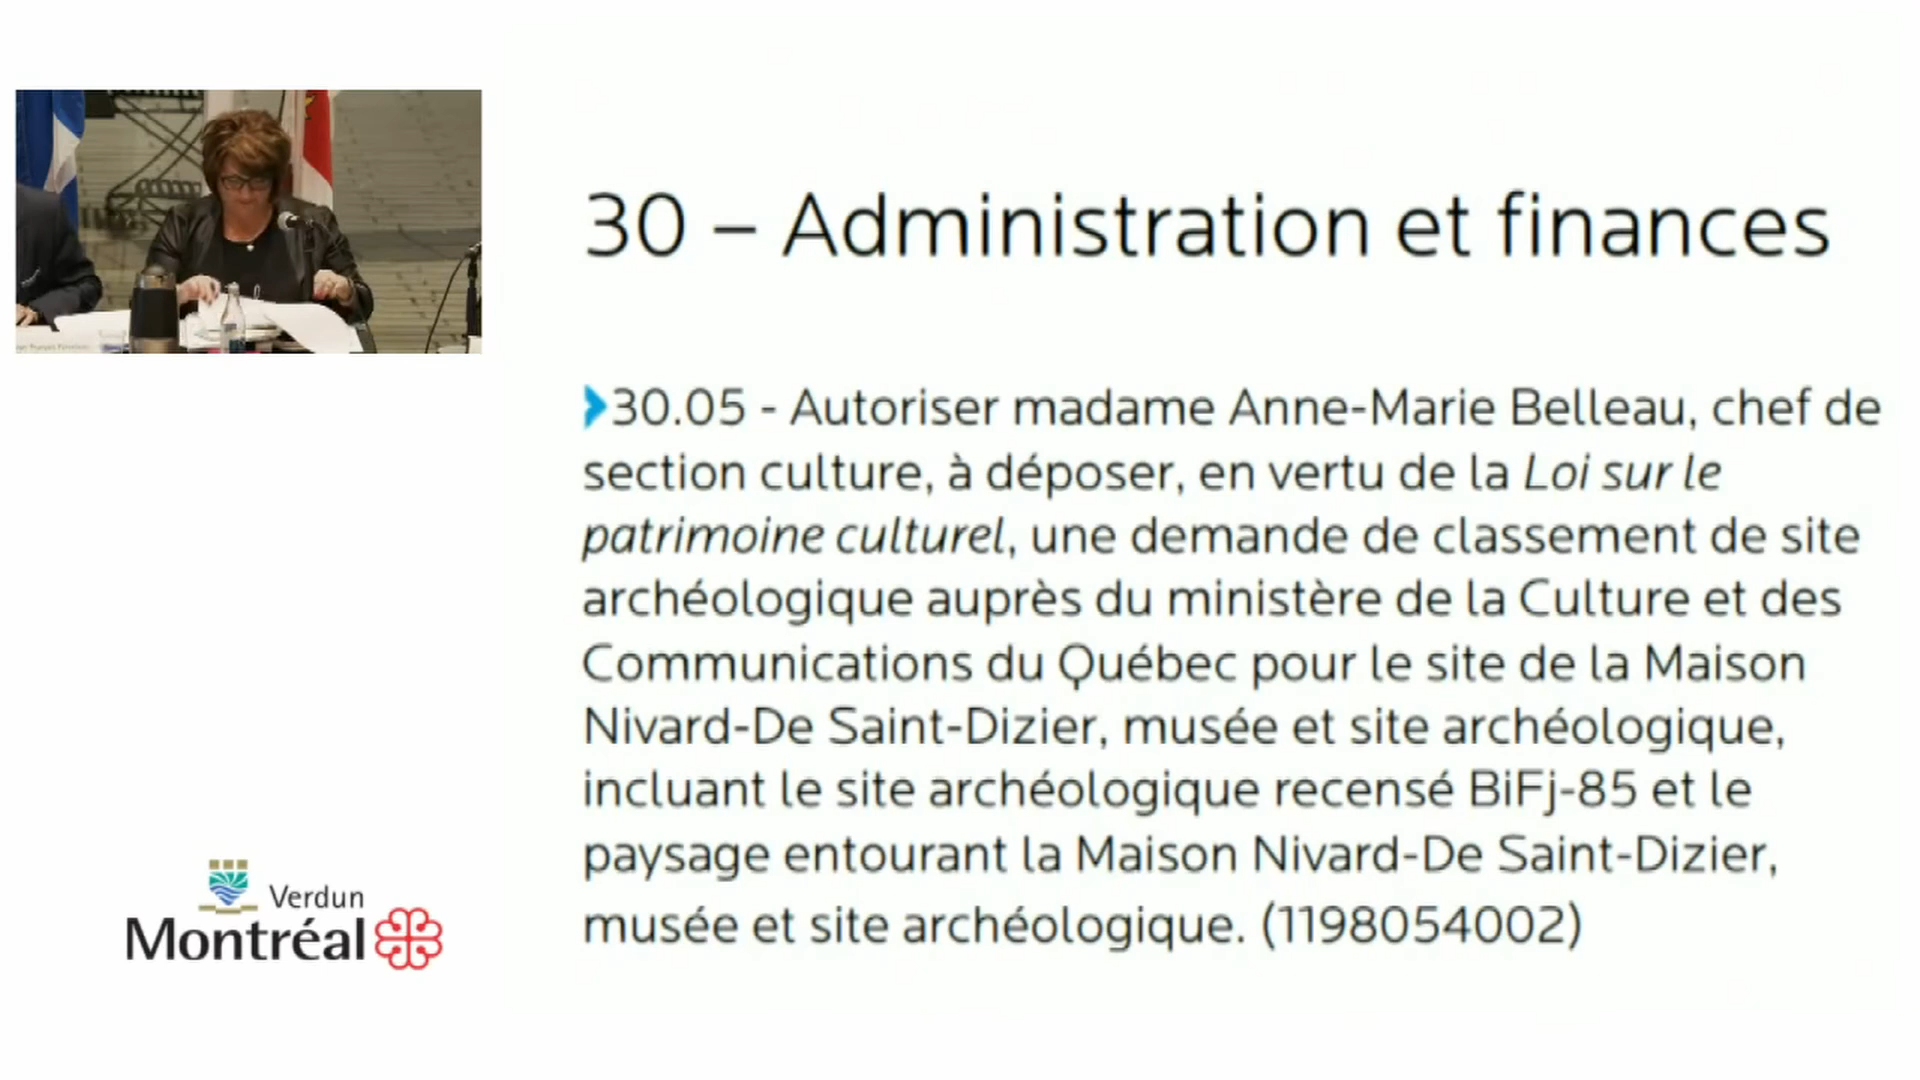 30 – Administration et finances
30.05 - Autoriser madame Anne-Marie Belleau, chef de
section culture, à déposer, en vertu de la Loi sur le
patrimoine culturel, une demande de classement de site
archéologique auprès du ministère de la Culture et des
Communications du Québec pour le site de la Maison
Nivard-De Saint-Dizier, musée et site archéologique,
incluant le site archéologique recensé BiFj-85 et le
paysage entourant la Maison Nivard-De Saint-Dizier,
musée et site archéologique. (1198054002)
Verdun
Montréal